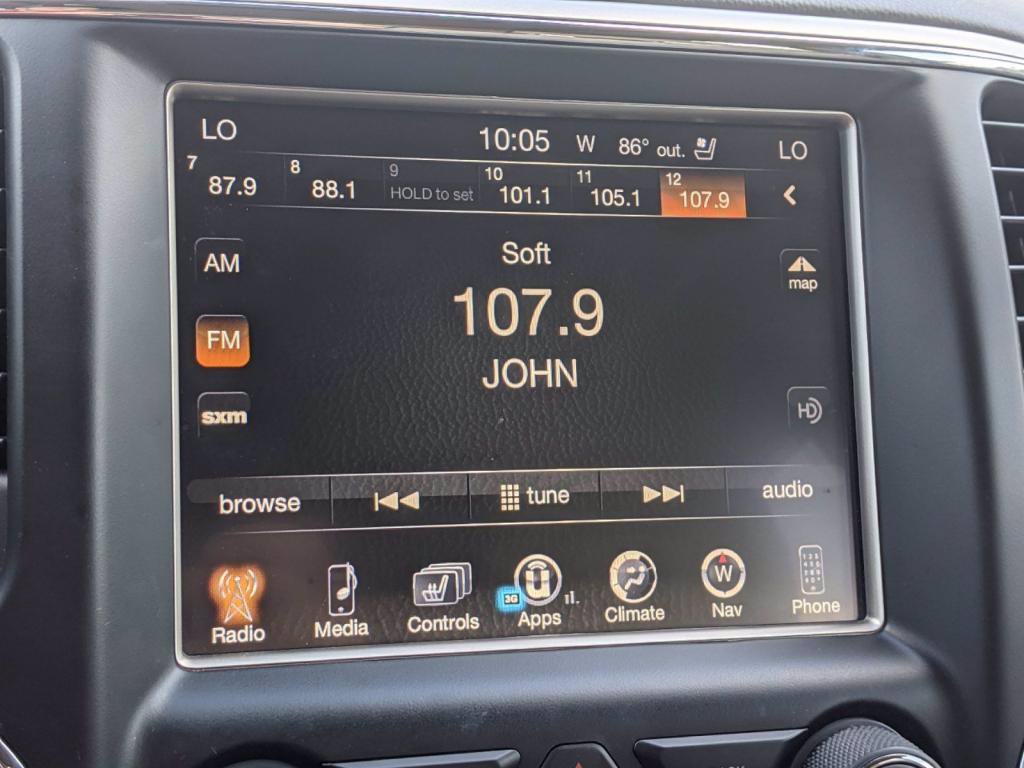 LO 10:05 W 86° out. LO
7 87.9 8 88.1 9 HOLD to set 10 101.1 11 105.1 12 107.9
AM Soft map
FM 107.9
JOHN
sxm HD
browse tune audio
3G
Radio Media Controls Apps Climate W Nav Phone